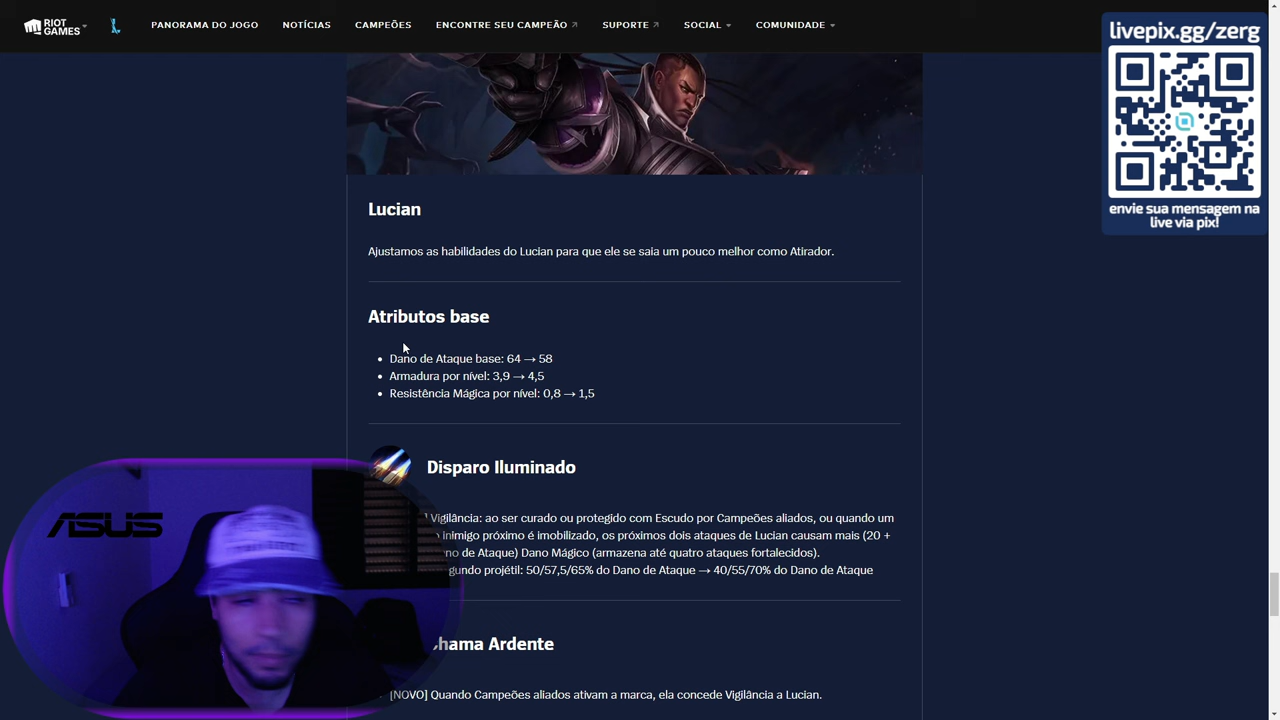 RIOT GAMES
PANORAMA DO JOGO
NOTÍCIAS
CAMPEÕES
ENCONTRE SEU CAMPEÃO
SUPORTE
SOCIAL
COMUNIDADE
livepix.gg/zerg
envie sua mensagem na
live via pix!
Lucian
Ajustamos as habilidades do Lucian para que ele se saia um pouco melhor como Atirador.
Atributos base
• Dano de Ataque base: 64 → 58
• Armadura por nível: 3,9 → 4,5
• Resistência Mágica por nível: 0,8 → 1,5
Disparo Iluminado
Vigilância: ao ser curado ou protegido com Escudo por Campeões aliados, ou quando um
inimigo próximo é imobilizado, os próximos dois ataques de Lucian causam mais (20 +
de Ataque) Dano Mágico (armazena até quatro ataques fortalecidos).
projétil: 50/57,5/65% do Dano de Ataque → 40/55/70% do Dano de Ataque
Ardente
[NOVO] Quando Campeões aliados ativam a marca, ela concede Vigilância a Lucian.
ASUS